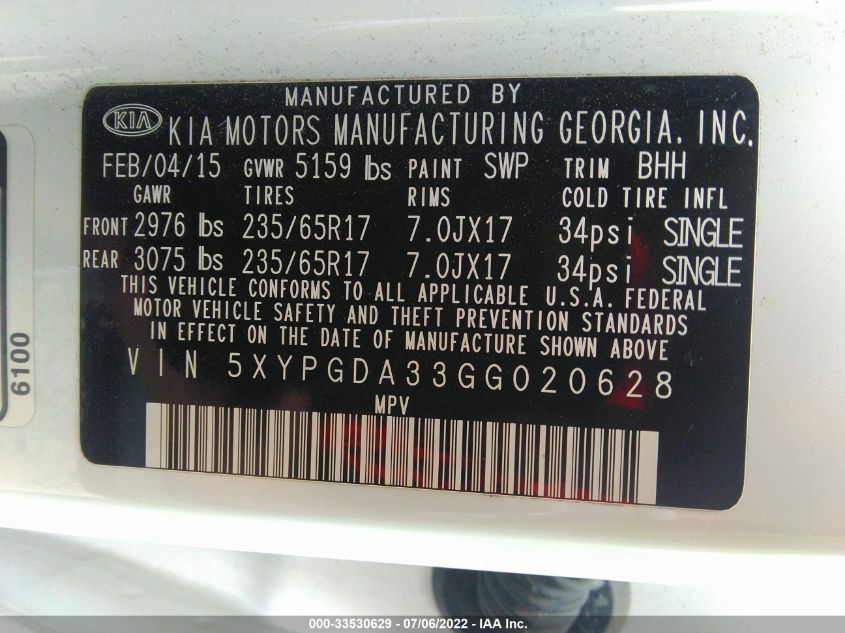 MANUFACTURED BY
KIA KIA MOTORS MANUFACTURING GEORGIA, INC.
FEB/04/15 GVWR 5159 lbs PAINT SWP TRIM BHH
GAWR TIRES RIMS COLD TIRE INFL
FRONT 2976 lbs 235/65R17 7.0JX17 34psi SINGLE
REAR 3075 lbs 235/65R17 7.0JX17 34psi SINGLE
THIS VEHICLE CONFORMS TO ALL APPLICABLE U.S.A. FEDERAL
MOTOR VEHICLE SAFETY AND THEFT PREVENTION STANDARDS
IN EFFECT ON THE DATE OF MANUFACTURE SHOWN ABOVE
VIN 5XYPGDA33GG020628
MPV
6100
000-33530629 - 07/06/2022 - IAA Inc.